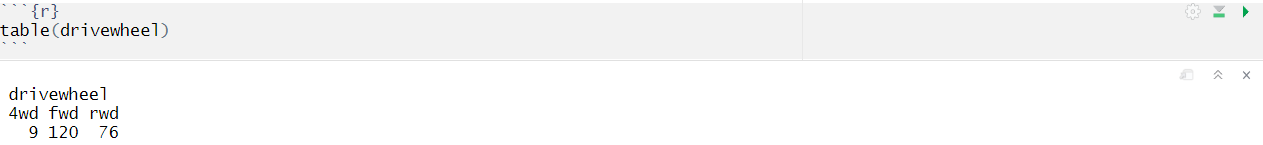 ```{r}
table(drivewheel)
```
drivewheel
4wd fwd rwd
9 120 76